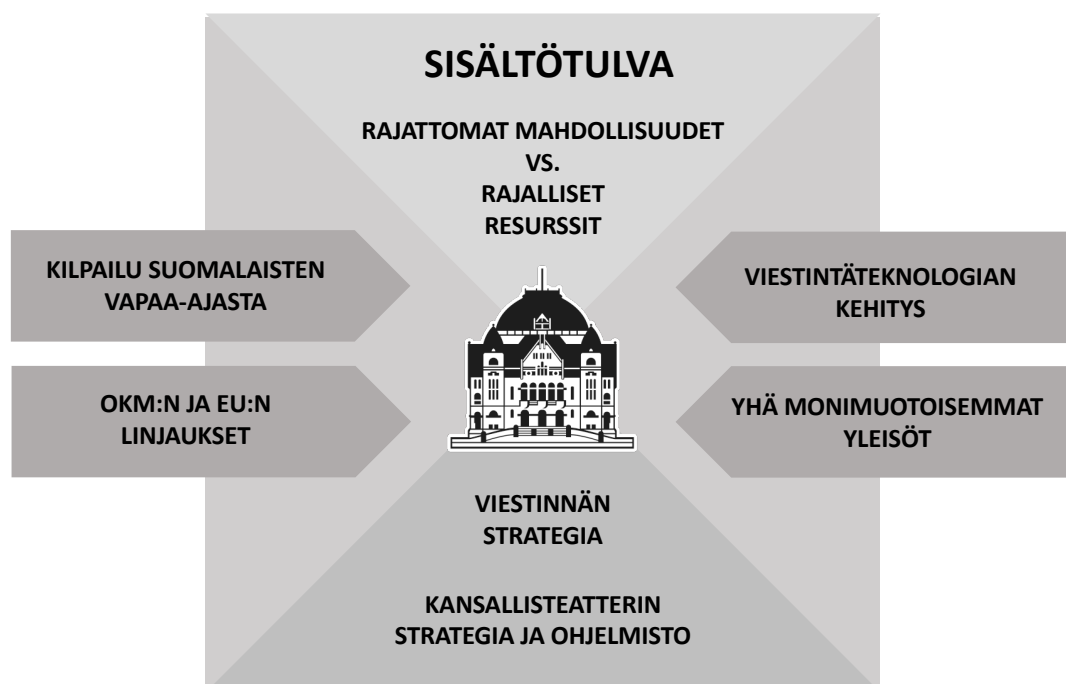 SISÄLTÖTULVA
RAJATTOMAT MAHDOLLISUUDET
VS.
RAJALLISET
RESURSSIT
KILPAILU SUOMALAISTEN
VAPAA-AJASTA
VIESTINTÄTEKNOLOGIAN
KEHITYS
OKM:N JA EU:N
LINJAUKSET
YHÄ MONIMUOTOISEMMAT
YLEISÖT
VIESTINNÄN
STRATEGIA
KANSALLISTEATTERIN
STRATEGIA JA OHJELMISTO